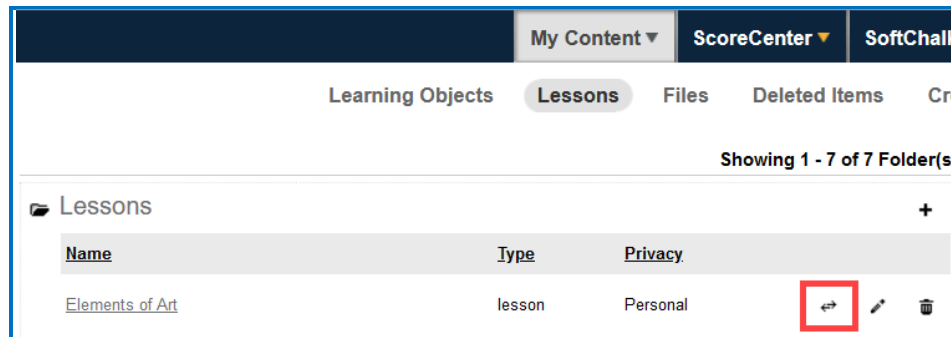 My Content ScoreCenter
Learning Objects Lessons Files Deleted Items
Showing 1 - 7 of 7
Lessons
Name Type Privacy
Elements of Art lesson Personal